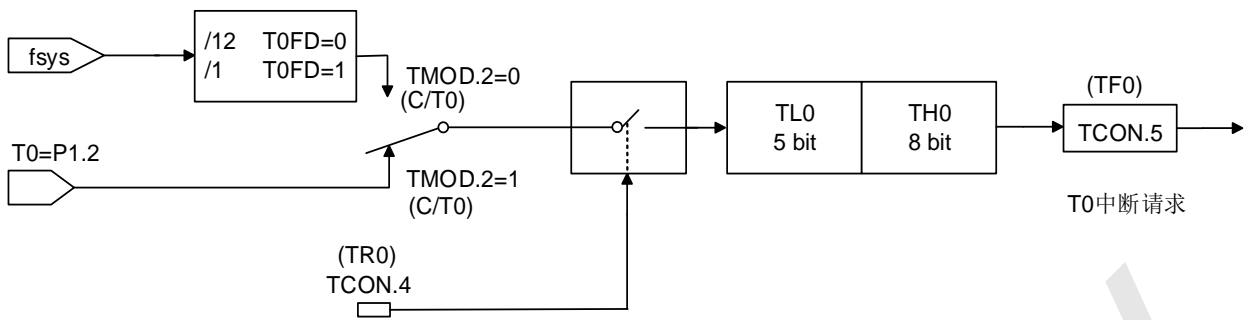 fsys
/12 T0FD=0
/1 T0FD=1
TMOD.2=0
(C/T0)
T0=P1.2
TMOD.2=1
(C/T0)
(TR0)
TCON.4
TL0
5 bit
TH0
8 bit
(TF0)
TCON.5
T0中断请求